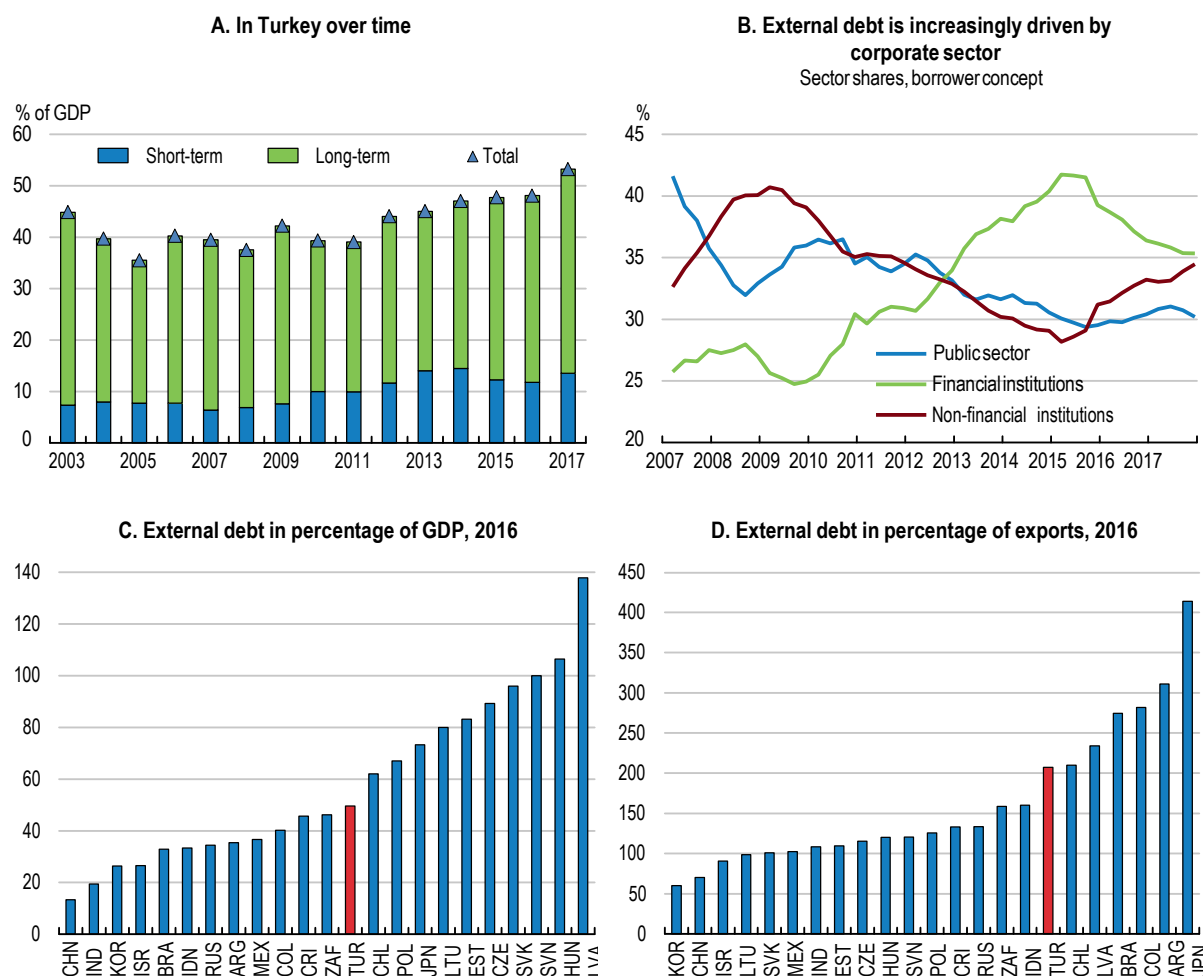 A. In Turkey over time
% of GDP
60
50
40
30
20
10
0
Short-term
Long-term
Total
2003 2005 2007 2009 2011 2013 2015 2017
B. External debt is increasingly driven by
corporate sector
Sector shares, borrower concept
%
45
40
35
30
25
20
Public sector
Financial institutions
Non-financial institutions
2007 2008 2009 2010 2011 2012 2013 2014 2015 2016 2017
C. External debt in percentage of GDP, 2016
140
120
100
80
60
40
20
0
CHN
IND
KOR
ISR
BRA
IDN
RUS
ARG
MEX
COL
CRI
ZAF
TUR
CHL
POL
JPN
LTU
EST
CZE
SVK
SVN
HUN
LVA
D. External debt in percentage of exports, 2016
450
400
350
300
250
200
150
100
50
0
KOR
CHN
ISR
LTU
SVK
MEX
IND
EST
CZE
HUN
SVN
POL
CRI
RUS
ZAF
IDN
TUR
CHL
LVA
BRA
COL
ARG
JPN